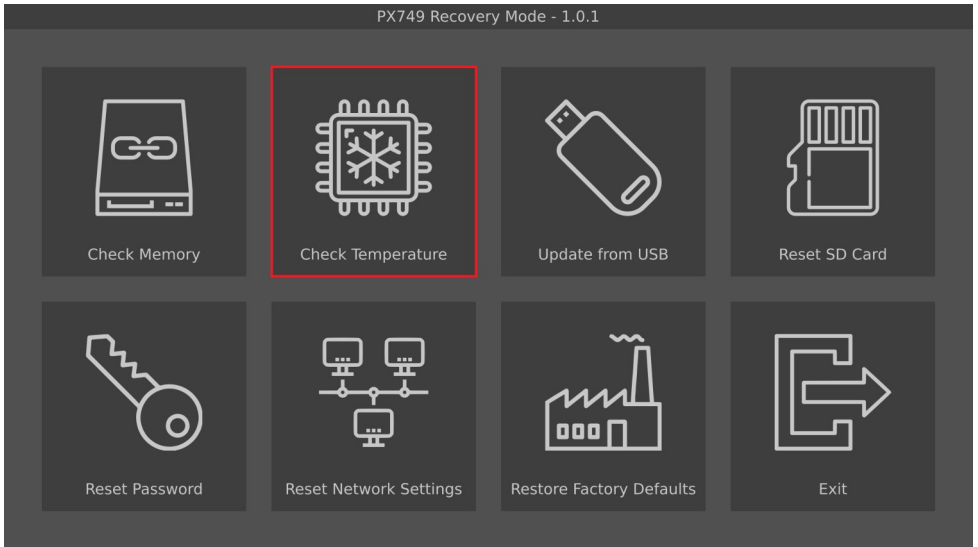 PX749 Recovery Mode - 1.0.1
Check Memory
Check Temperature
Update from USB
Reset SD Card
Reset Password
Reset Network Settings
Restore Factory Defaults
Exit